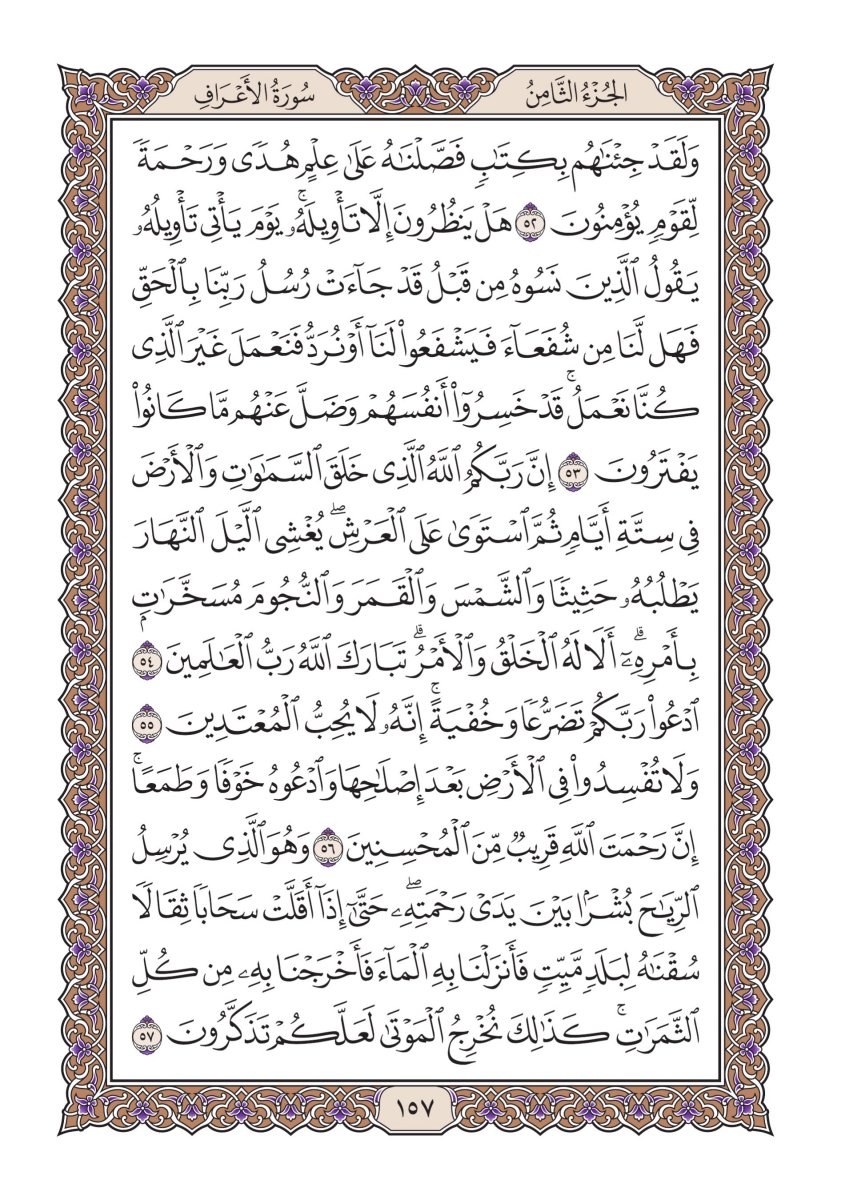 الجُزْءُ الثَّامِنُ
سُورَةُ الأَعْرَافِ
وَلَقَدْ جِئْنَٰهُم بِكِتَٰبٖ فَصَّلْنَٰهُ عَلَىٰ عِلْمٍ هُدٗى وَرَحْمَةٗ
لِّقَوْمٖ يُؤْمِنُونَ ٥٢ هَلْ يَنظُرُونَ إِلَّا تَأْوِيلَهُۥۚ يَوْمَ يَأْتِي تَأْوِيلُهُۥ
يَقُولُ ٱلَّذِينَ نَسُوهُ مِن قَبْلُ قَدْ جَآءَتْ رُسُلُ رَبِّنَا بِٱلْحَقِّ
فَهَل لَّنَا مِن شُفَعَآءَ فَيَشْفَعُوا۟ لَنَآ أَوْ نُرَدُّ فَنَعْمَلَ غَيْرَ ٱلَّذِي
كُنَّا نَعْمَلُۚ قَدْ خَسِرُوٓا۟ أَنفُسَهُمْ وَضَلَّ عَنْهُم مَّا كَانُوا۟
يَفْتَرُونَ ٥٣ إِنَّ رَبَّكُمُ ٱللَّهُ ٱلَّذِي خَلَقَ ٱلسَّمَٰوَٰتِ وَٱلْأَرْضَ
فِي سِتَّةِ أَيَّامٖ ثُمَّ ٱسْتَوَىٰ عَلَى ٱلْعَرْشِۖ يُغْشِي ٱلَّيْلَ ٱلنَّهَارَ
يَطْلُبُهُۥ حَثِيثٗا وَٱلشَّمْسَ وَٱلْقَمَرَ وَٱلنُّجُومَ مُسَخَّرَٰتِۭ
بِأَمْرِهِۦٓۗ أَلَا لَهُ ٱلْخَلْقُ وَٱلْأَمْرُۗ تَبَارَكَ ٱللَّهُ رَبُّ ٱلْعَٰلَمِينَ ٥٤
ٱدْعُوا۟ رَبَّكُمْ تَضَرُّعٗا وَخُفْيَةًۚ إِنَّهُۥ لَا يُحِبُّ ٱلْمُعْتَدِينَ ٥٥
وَلَا تُفْسِدُوا۟ فِي ٱلْأَرْضِ بَعْدَ إِصْلَٰحِهَا وَٱدْعُوهُ خَوْفٗا وَطَمَعًاۚ
إِنَّ رَحْمَتَ ٱللَّهِ قَرِيبٞ مِّنَ ٱلْمُحْسِنِينَ ٥٦ وَهُوَ ٱلَّذِي يُرْسِلُ
ٱلرِّيَٰحَ بُشْرَۢا بَيْنَ يَدَيْ رَحْمَتِهِۦۖ حَتَّىٰٓ إِذَآ أَقَلَّتْ سَحَابٗا ثِقَالٗا
سُقْنَٰهُ لِبَلَدٖ مَّيِّتٖ فَأَنزَلْنَا بِهِ ٱلْمَآءَ فَأَخْرَجْنَا بِهِۦ مِن كُلِّ
ٱلثَّمَرَٰتِۚ كَذَٰلِكَ نُخْرِجُ ٱلْمَوْتَىٰ لَعَلَّكُمْ تَذَكَّرُونَ ٥٧
١٥٧